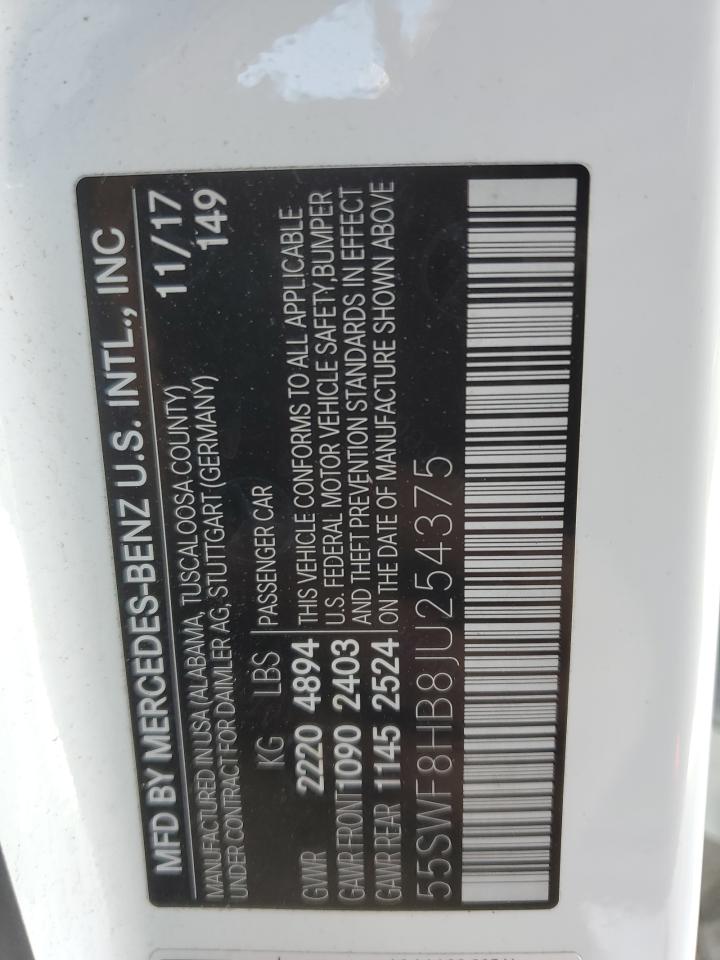 MFD BY MERCEDES-BENZ U.S. INTL., INC
MANUFACTURED IN USA (ALABAMA, TUSCALOOSA COUNTY) 11/17
UNDER CONTRACT FOR DAIMLER AG, STUTTGART (GERMANY) 149
KG LBS PASSENGER CAR
GVWR 2220 4894 THIS VEHICLE CONFORMS TO ALL APPLICABLE
GAWR FRONT 1090 2403 U.S. FEDERAL MOTOR VEHICLE SAFETY,BUMPER
AND THEFT PREVENTION STANDARDS IN EFFECT
GAWR REAR 1145 2524 ON THE DATE OF MANUFACTURE SHOWN ABOVE
55SWF8HB8JU254375